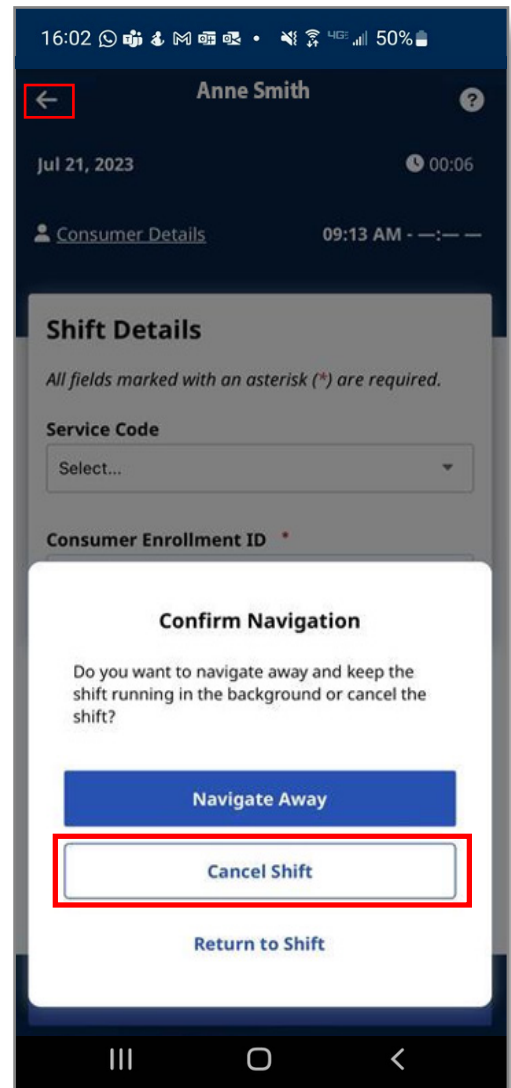 16:02 50%
Anne Smith
Jul 21, 2023 00:06
Consumer Details 09:13 AM - —:— —
Shift Details
All fields marked with an asterisk (*) are required.
Service Code
Select...
Consumer Enrollment ID *
Confirm Navigation
Do you want to navigate away and keep the
shift running in the background or cancel the
shift?
Navigate Away
Cancel Shift
Return to Shift